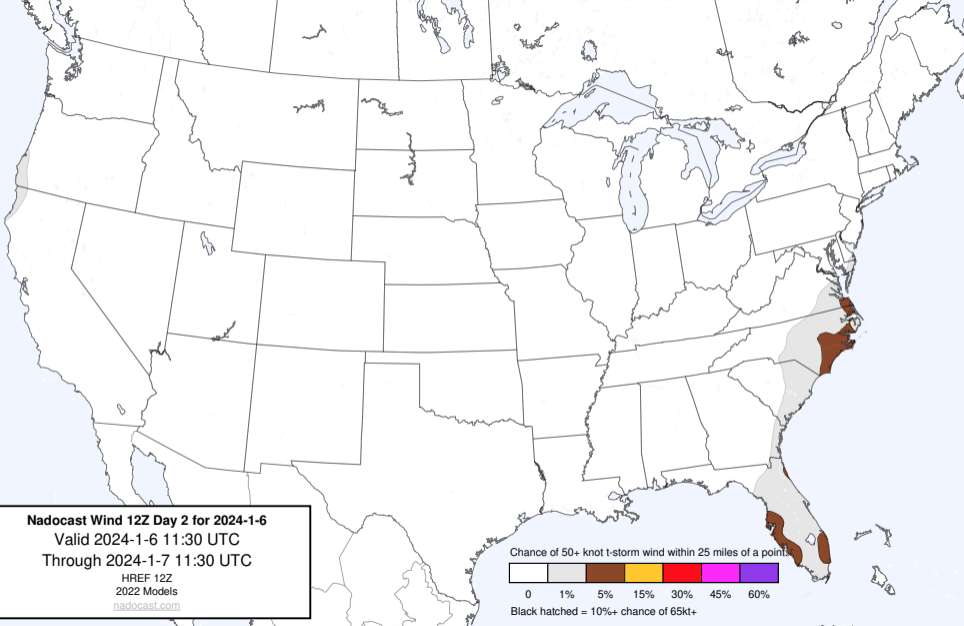 Nadocast Wind 12Z Day 2 for 2024-1-6
Valid 2024-1-6 11:30 UTC
Through 2024-1-7 11:30 UTC
HREF 12Z
2022 Models
nadocast.com
Chance of 50+ knot t-storm wind within 25 miles of a point.
0 1% 5% 15% 30% 45% 60%
Black hatched = 10%+ chance of 65kt+